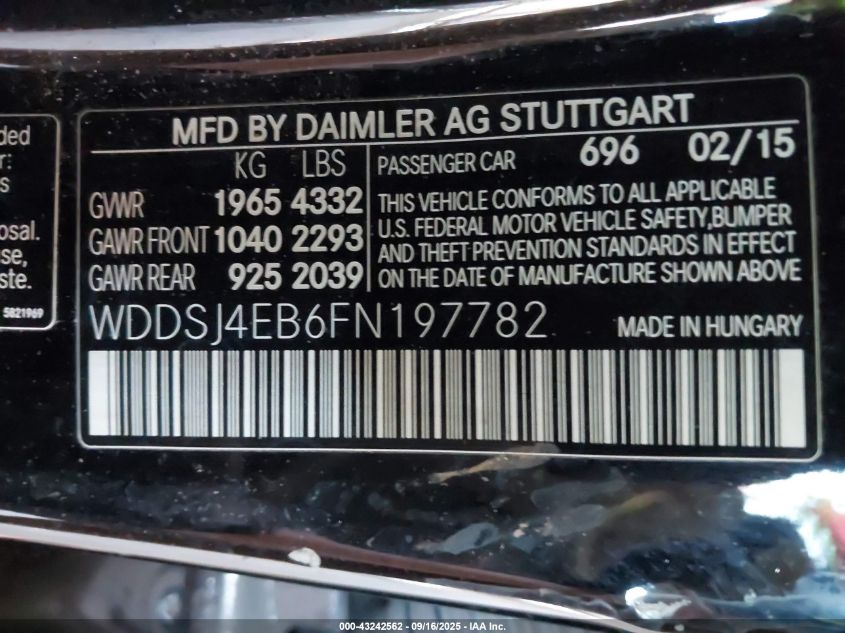 ded
r:
s
osal.
use,
ste.
5821969
MFD BY DAIMLER AG STUTTGART
KG LBS
GVWR 1965 4332
GAWR FRONT 1040 2293
GAWR REAR 925 2039
PASSENGER CAR 696 02/15
THIS VEHICLE CONFORMS TO ALL APPLICABLE
U.S. FEDERAL MOTOR VEHICLE SAFETY,BUMPER
AND THEFT PREVENTION STANDARDS IN EFFECT
ON THE DATE OF MANUFACTURE SHOWN ABOVE
WDDSJ4EB6FN197782 MADE IN HUNGARY
000-43242562 - 09/16/2025 - IAA Inc.